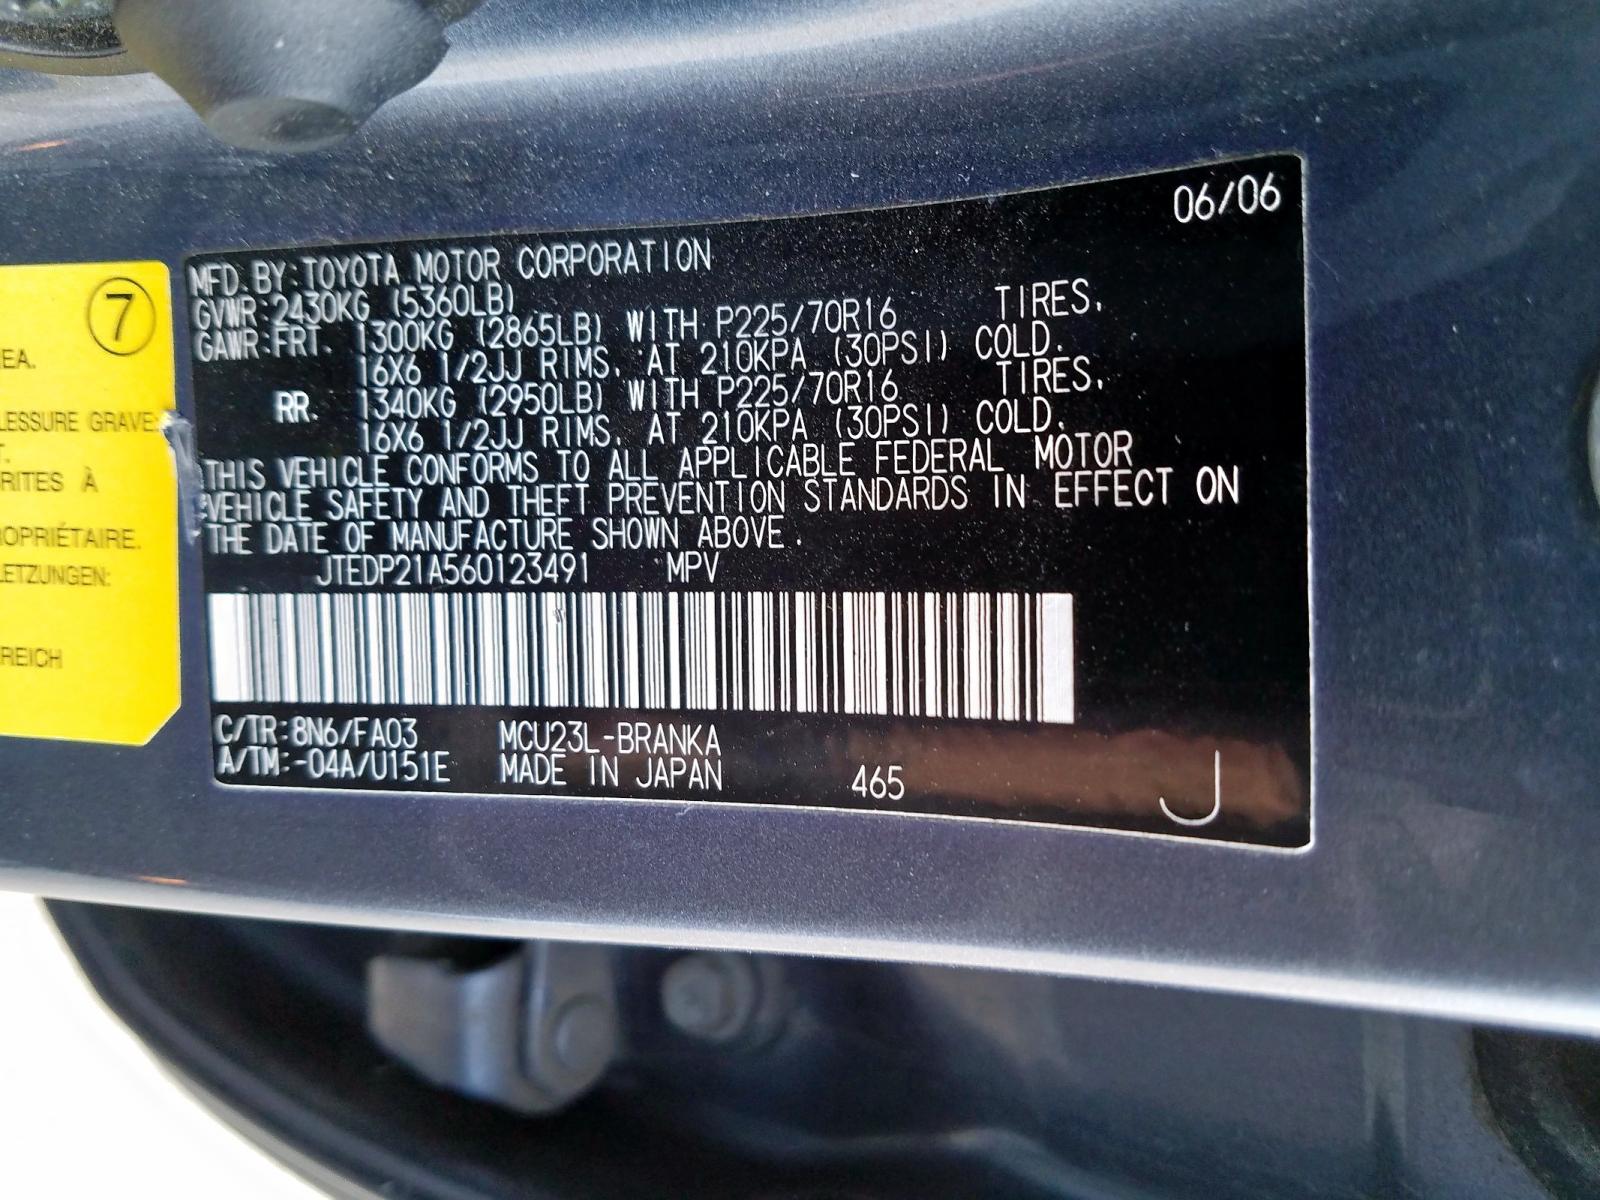 06/06
MFD. BY: TOYOTA MOTOR CORPORATION
GVWR: 2430KG (5360LB)
GAWR: FRT. 1300KG (2865LB) WITH P225/70R16 TIRES,
16X6 1/2JJ RIMS, AT 210KPA (30PSI) COLD.
RR. 1340KG (2950LB) WITH P225/70R16 TIRES,
16X6 1/2JJ RIMS, AT 210KPA (30PSI) COLD.
THIS VEHICLE CONFORMS TO ALL APPLICABLE FEDERAL MOTOR
VEHICLE SAFETY AND THEFT PREVENTION STANDARDS IN EFFECT ON
THE DATE OF MANUFACTURE SHOWN ABOVE.
JTEDP21A560123491 MPV
C/TR: 8N6/FA03 MCU23L-BRANKA
A/TM: -04A/U151E MADE IN JAPAN 465 J
7
EA.
LESSURE GRAVE:
T.
RITES À
OPRIÉTAIRE.
LETZUNGEN:
REICH